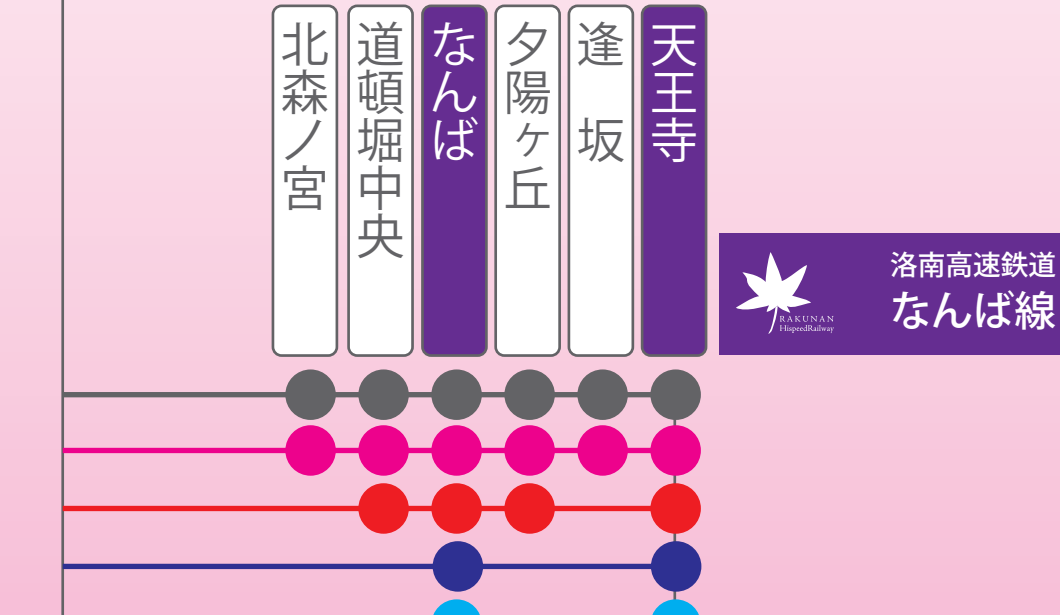 北森ノ宮
道頓堀中央
なんば
夕陽ヶ丘
逢 坂
天王寺
洛南高速鉄道
なんば線
RAKUNAN
HispeedRailway